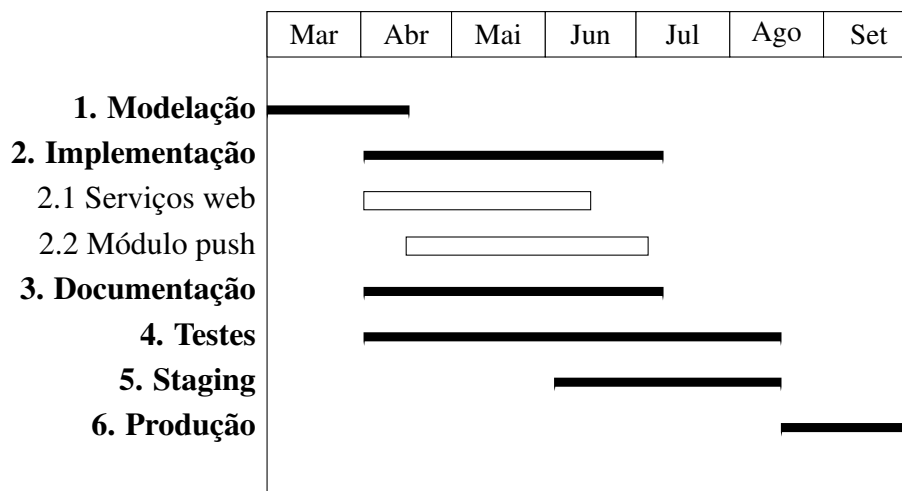 Mar Abr Mai Jun Jul Ago Set
1. Modelação
2. Implementação
2.1 Serviços web
2.2 Módulo push
3. Documentação
4. Testes
5. Staging
6. Produção